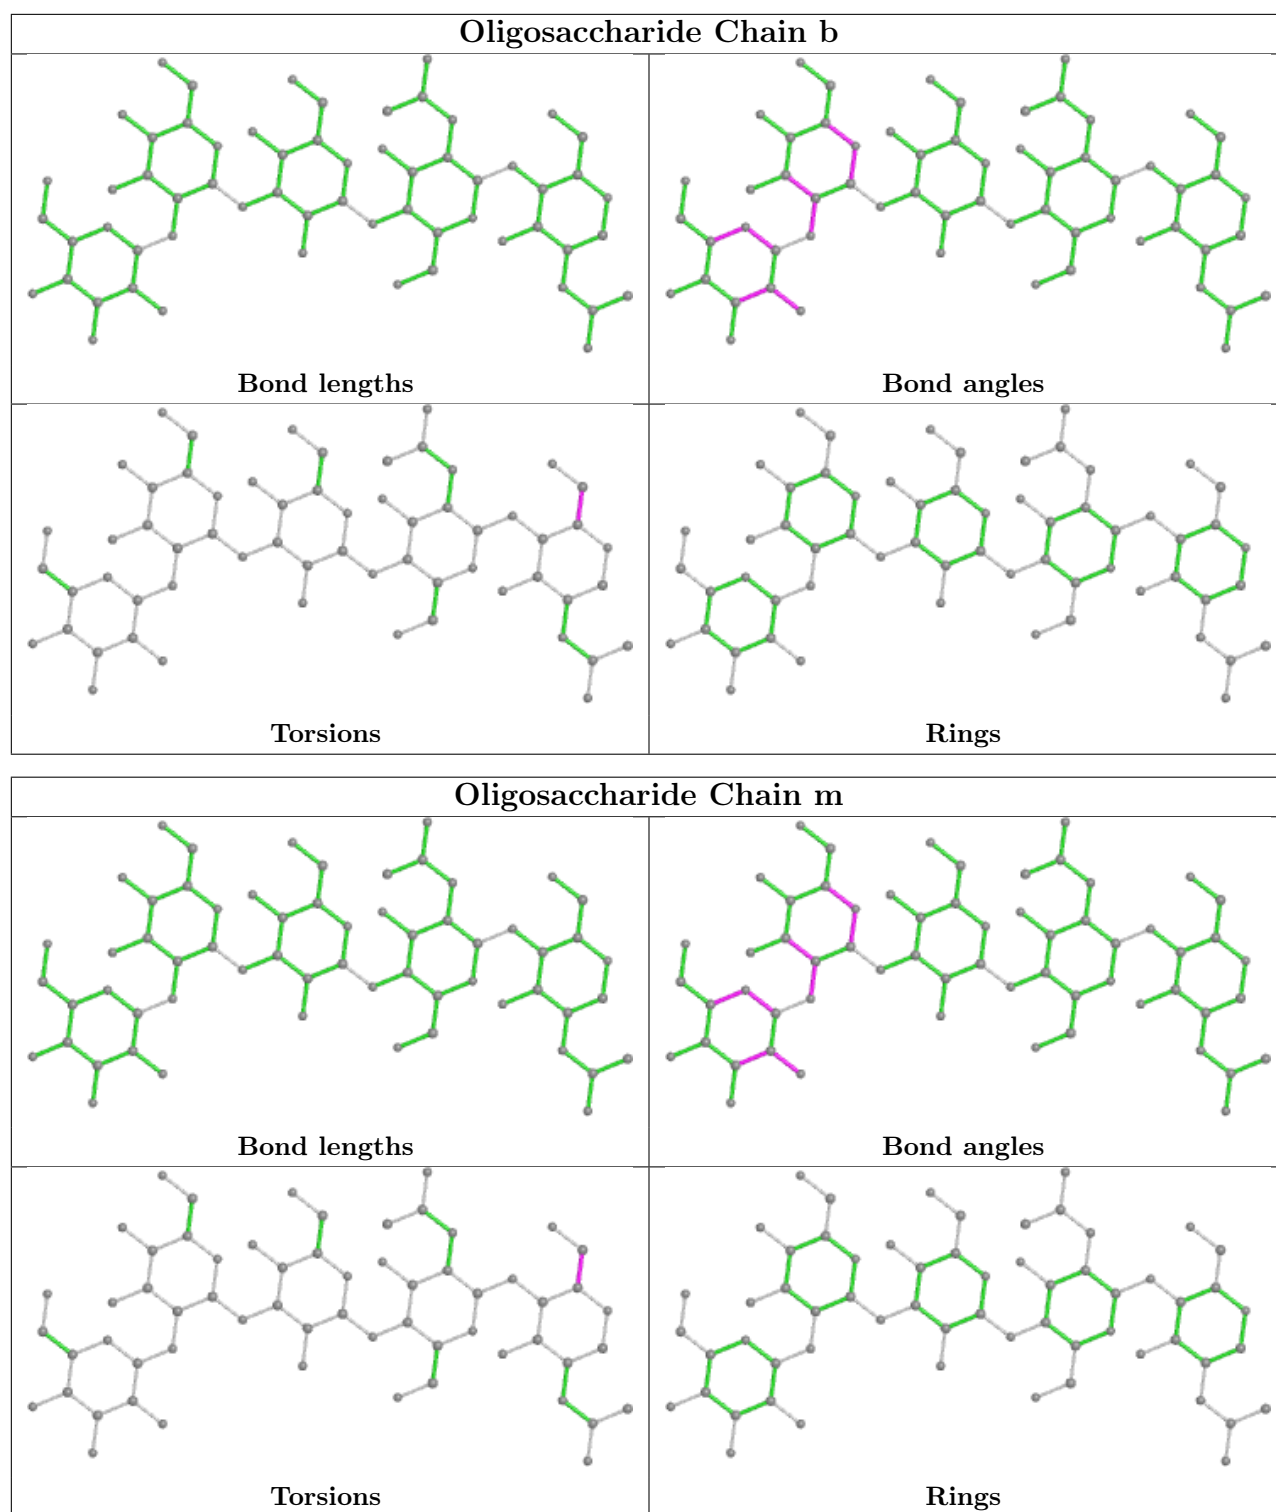 Oligosaccharide Chain b
Bond lengths
Bond angles
Torsions
Rings
Oligosaccharide Chain m
Bond lengths
Bond angles
Torsions
Rings